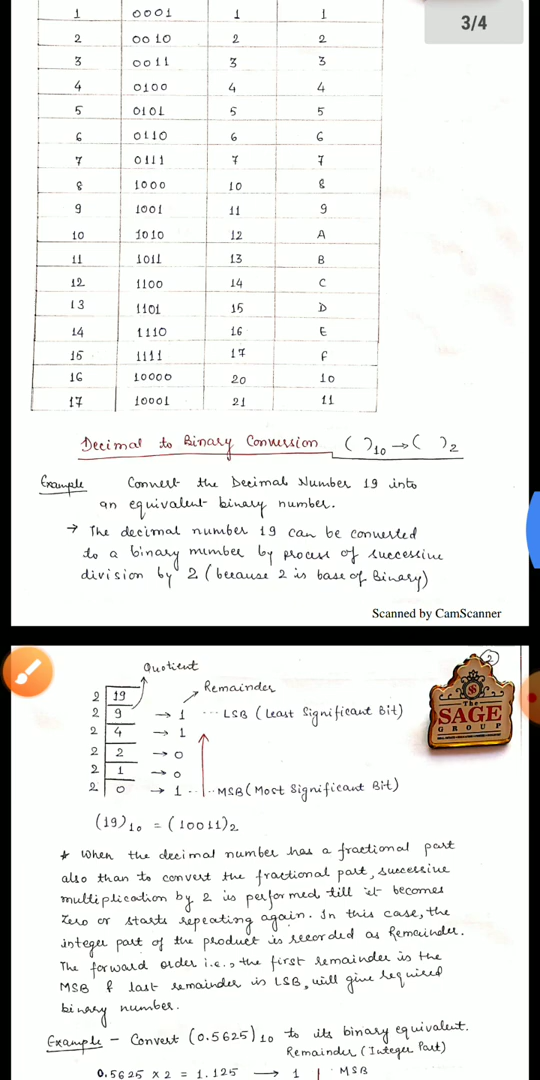 3/4
1 0001 1 1
2 0010 2 2
3 0011 3 3
4 0100 4 4
5 0101 5 5
6 0110 6 6
7 0111 7 7
8 1000 10 8
9 1001 11 9
10 1010 12 A
11 1011 13 B
12 1100 14 C
13 1101 15 D
14 1110 16 E
15 1111 17 F
16 10000 20 10
17 10001 21 11
Decimal to Binary Conversion ( )10 → ( )2
Example Convert the Decimal Number 19 into
an equivalent binary number.
→ The decimal number 19 can be converted
to a binary number by process of successive
division by 2 (because 2 is base of Binary)
Scanned by CamScanner
2
Quotient
Remainder
2 19
2 9 → 1 ... LSB (Least Significant Bit)
2 4 → 1
2 2 → 0
2 1 → 0
2 0 → 1 ... MSB (Most Significant Bit)
The
SAGE
GROUP
(19)10 = (10011)2
* When the decimal number has a fractional part
also than to convert the fractional part, successive
multiplication by 2 is performed till it becomes
Zero or starts repeating again. In this case, the
integer part of the product is recorded as Remainder.
The forward order i.e., the first remainder is the
MSB & last remainder is LSB, will give required
binary number.
Example - Convert (0.5625)10 to its binary equivalent.
Remainder (Integer Part)
0.5625 x 2 = 1.125 → 1 MSB